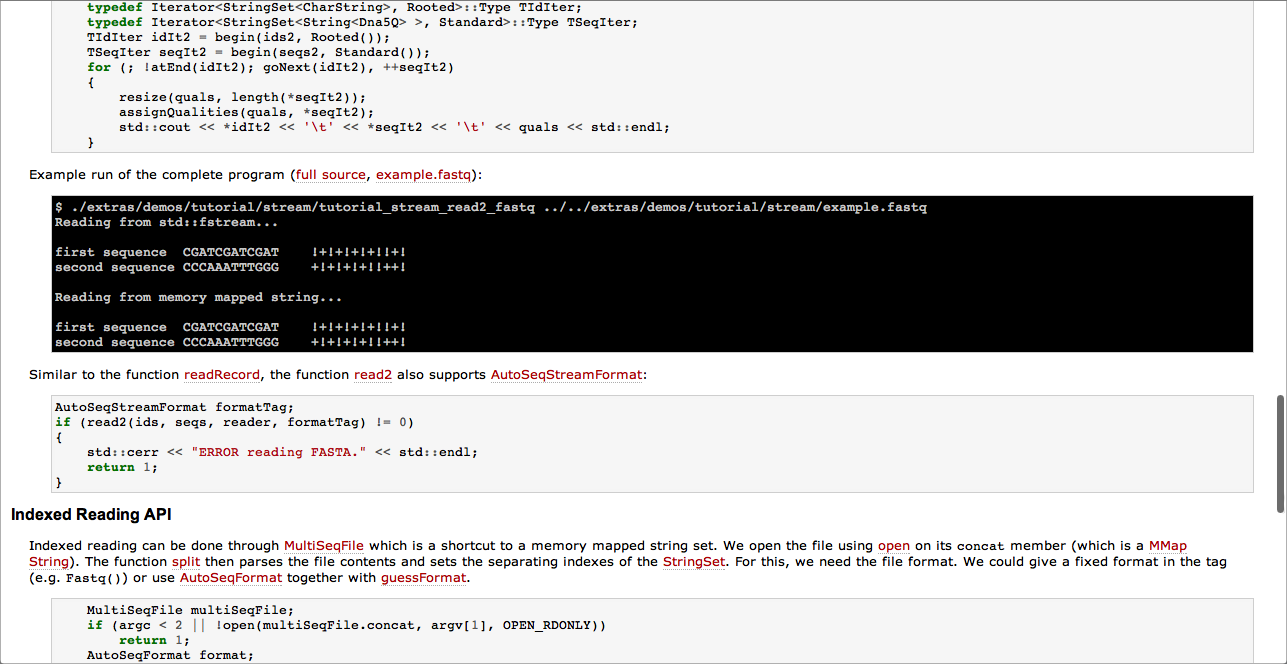 typedef Iterator<StringSet<CharString>, Rooted>::Type TIdIter;
    typedef Iterator<StringSet<String<Dna5Q> >, Standard>::Type TSeqIter;
    TIdIter idIt2 = begin(ids2, Rooted());
    TSeqIter seqIt2 = begin(seqs2, Standard());
    for (; !atEnd(idIt2); goNext(idIt2), ++seqIt2)
    {
        resize(quals, length(*seqIt2));
        assignQualities(quals, *seqIt2);
        std::cout << *idIt2 << '\t' << *seqIt2 << '\t' << quals << std::endl;
    }
Example run of the complete program (full source, example.fastq):
$ ./extras/demos/tutorial/stream/tutorial_stream_read2_fastq ../../extras/demos/tutorial/stream/example.fastq
Reading from std::fstream...
first sequence  CGATCGATCGAT    !+!+!+!+!!+!
second sequence CCCAAATTTGGG    +!+!+!+!!++!
Reading from memory mapped string...
first sequence  CGATCGATCGAT    !+!+!+!+!!+!
second sequence CCCAAATTTGGG    +!+!+!+!!++!
Similar to the function readRecord, the function read2 also supports AutoSeqStreamFormat:
AutoSeqStreamFormat formatTag;
if (read2(ids, seqs, reader, formatTag) != 0)
{
    std::cerr << "ERROR reading FASTA." << std::endl;
    return 1;
}
Indexed Reading API
Indexed reading can be done through MultiSeqFile which is a shortcut to a memory mapped string set. We open the file using open on its concat member (which is a MMap
String). The function split then parses the file contents and sets the separating indexes of the StringSet. For this, we need the file format. We could give a fixed format in the tag
(e.g. Fastq()) or use AutoSeqFormat together with guessFormat.
    MultiSeqFile multiSeqFile;
    if (argc < 2 || !open(multiSeqFile.concat, argv[1], OPEN_RDONLY))
        return 1;
    AutoSeqFormat format;